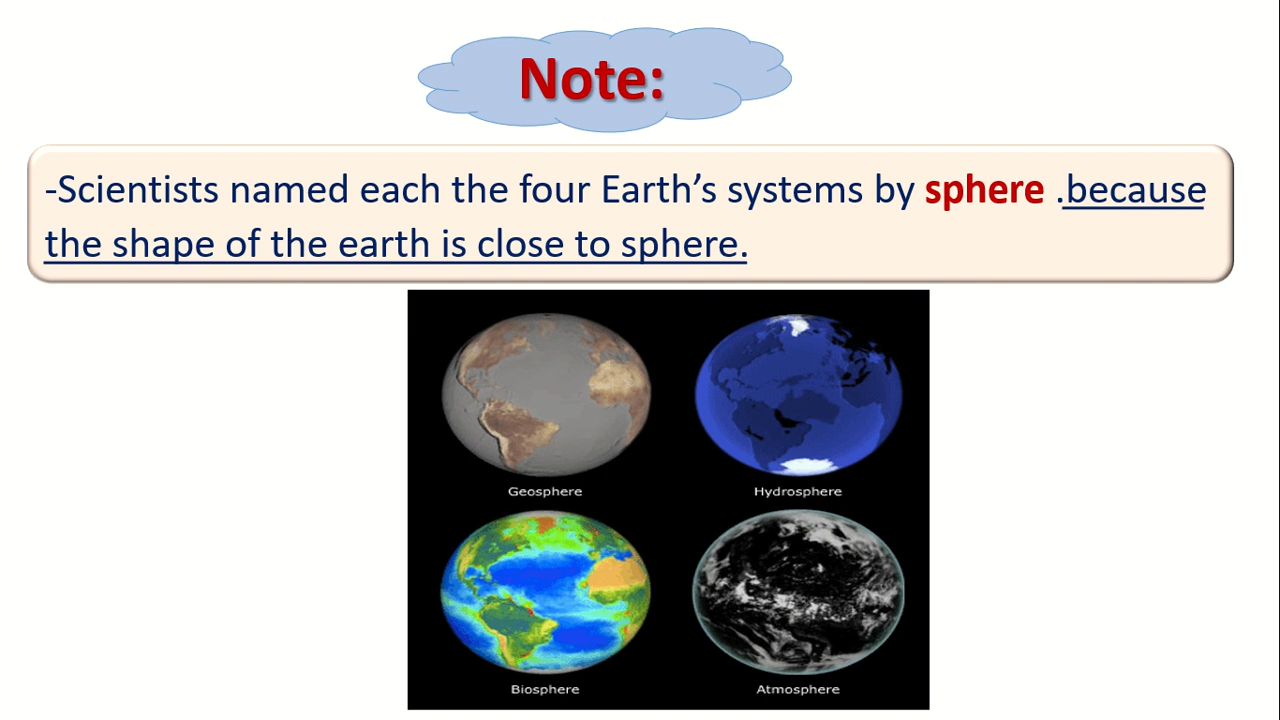 Note:
-Scientists named each the four Earth’s systems by sphere .because
the shape of the earth is close to sphere.
Geosphere
Hydrosphere
Biosphere
Atmosphere